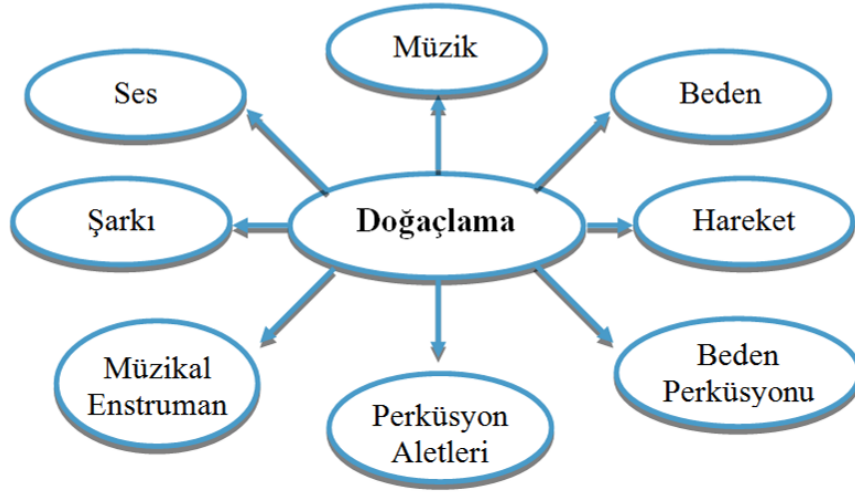 Müzik
Ses
Beden
Şarkı
Doğaçlama
Hareket
Müzikal
Enstruman
Perküsyon
Aletleri
Beden
Perküsyonu